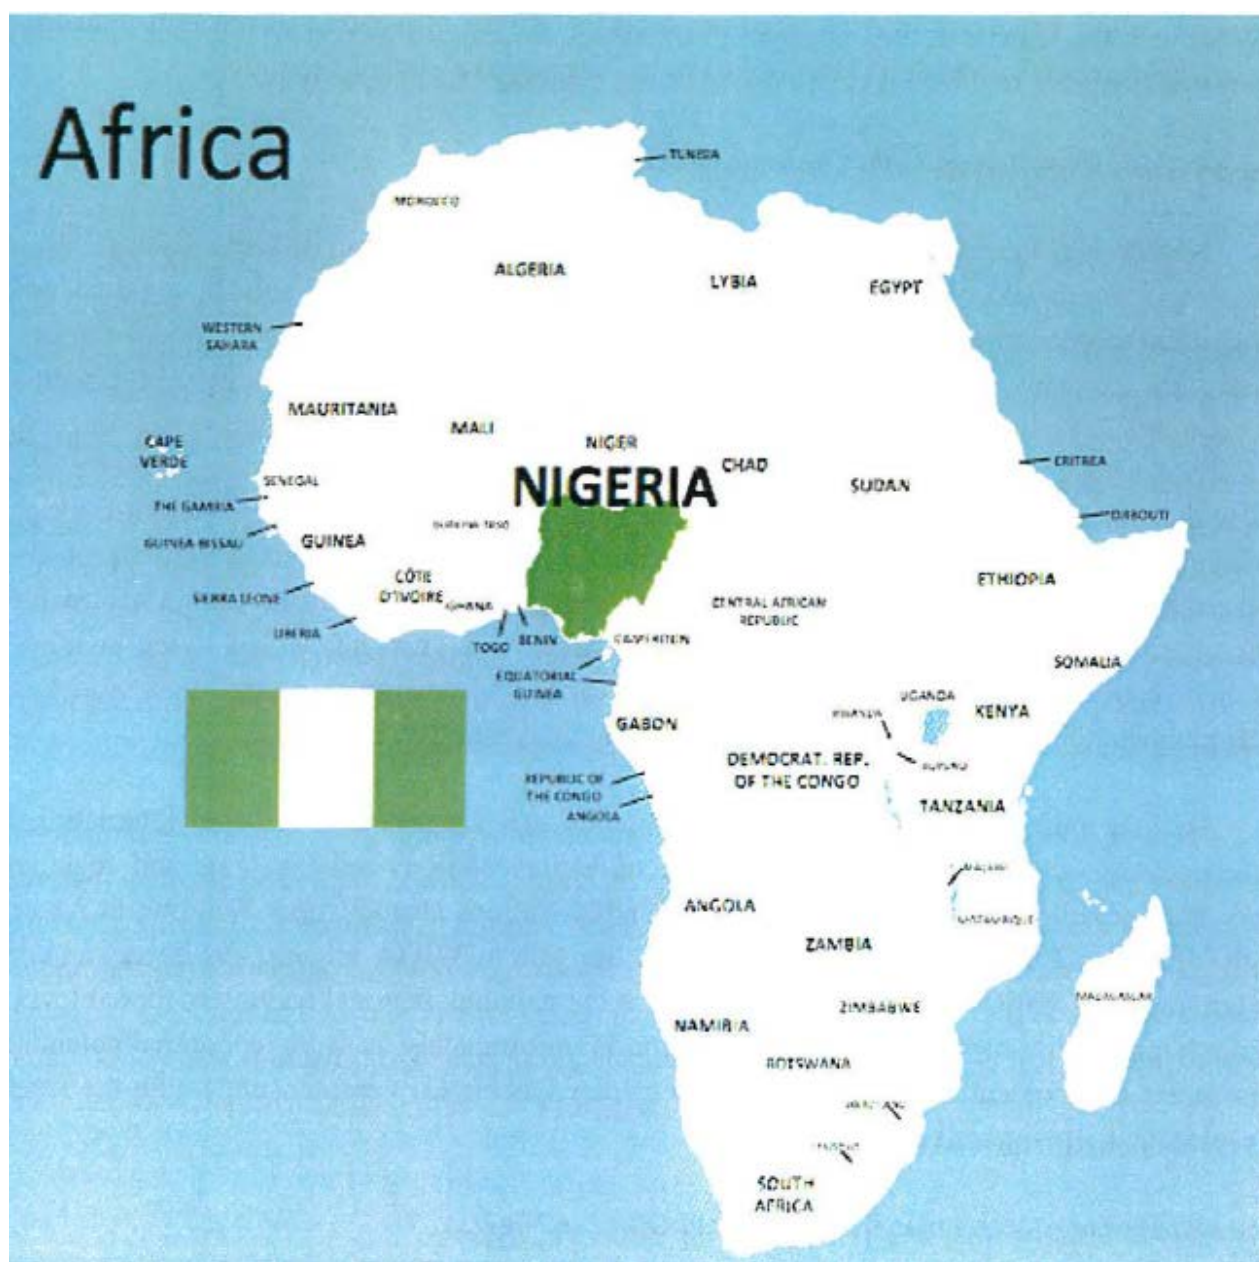 Africa
TUNISIA
MOROCCO
ALGERIA
LYBIA
EGYPT
WESTERN
SAHARA
MAURITANIA
MALI
NIGER
CHAD
CAPE
VERDE
SUDAN
ERITREA
SENEGAL
THE GAMBIA
NIGERIA
DJIBOUTI
GUINEA-BISSAU
GUINEA
BURKINA FASO
ETHIOPIA
CÔTE
D'IVOIRE
GHANA
SIERRA LEONE
CENTRAL AFRICAN
REPUBLIC
LIBERIA
TOGO
BENIN
CAMEROON
SOMALIA
EQUATORIAL
GUINEA
UGANDA
KENYA
RWANDA
GABON
DEMOCRAT. REP.
OF THE CONGO
REPUBLIC OF
THE CONGO
ANGOLA
TANZANIA
MALAWI
ANGOLA
MOZAMBIQUE
ZAMBIA
MADAGASCAR
ZIMBABWE
NAMIBIA
BOTSWANA
SOUTH
AFRICA